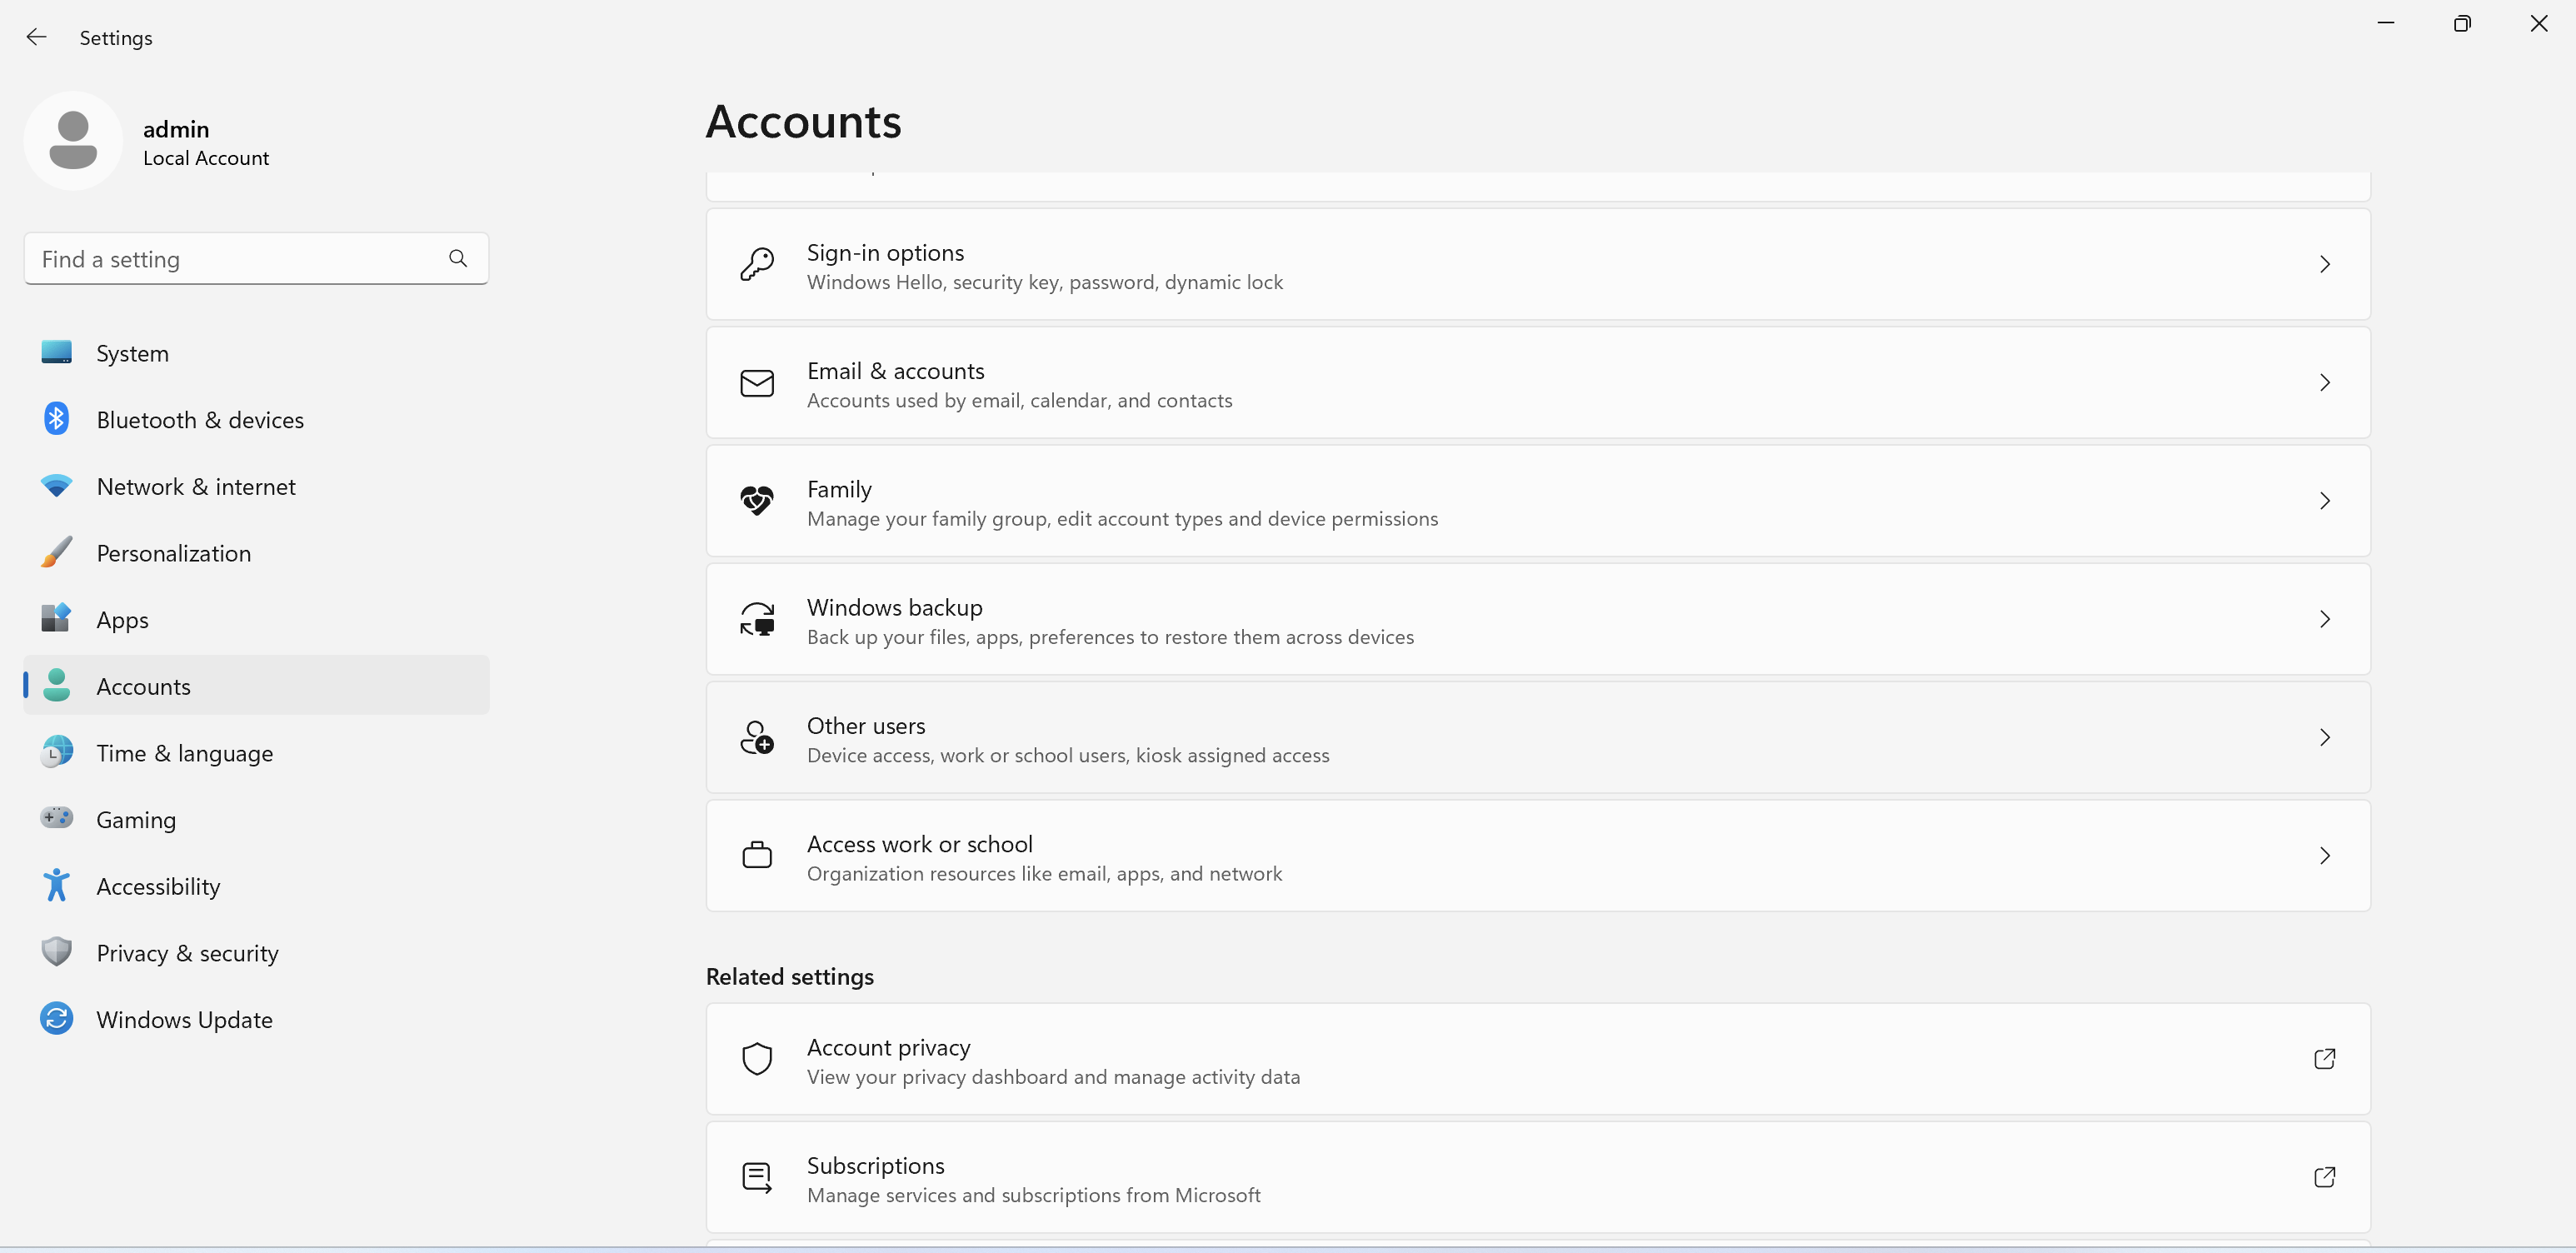 Settings
admin
Local Account
Find a setting
System
Bluetooth & devices
Network & internet
Personalization
Apps
Accounts
Time & language
Gaming
Accessibility
Privacy & security
Windows Update
Accounts
Sign-in options
Windows Hello, security key, password, dynamic lock
Email & accounts
Accounts used by email, calendar, and contacts
Family
Manage your family group, edit account types and device permissions
Windows backup
Back up your files, apps, preferences to restore them across devices
Other users
Device access, work or school users, kiosk assigned access
Access work or school
Organization resources like email, apps, and network
Related settings
Account privacy
View your privacy dashboard and manage activity data
Subscriptions
Manage services and subscriptions from Microsoft